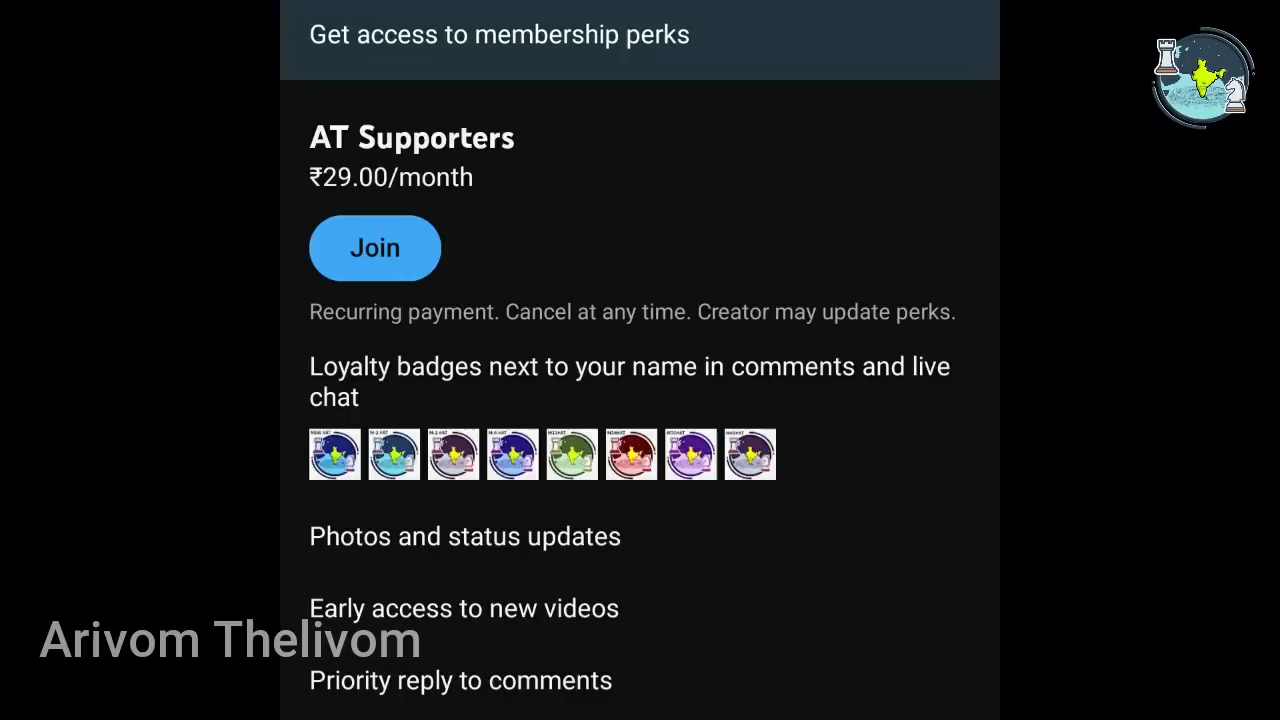 Get access to membership perks
AT Supporters
₹29.00/month
Join
Recurring payment. Cancel at any time. Creator may update perks.
Loyalty badges next to your name in comments and live
chat
Photos and status updates
Early access to new videos
Arivom Thelivom
Priority reply to comments